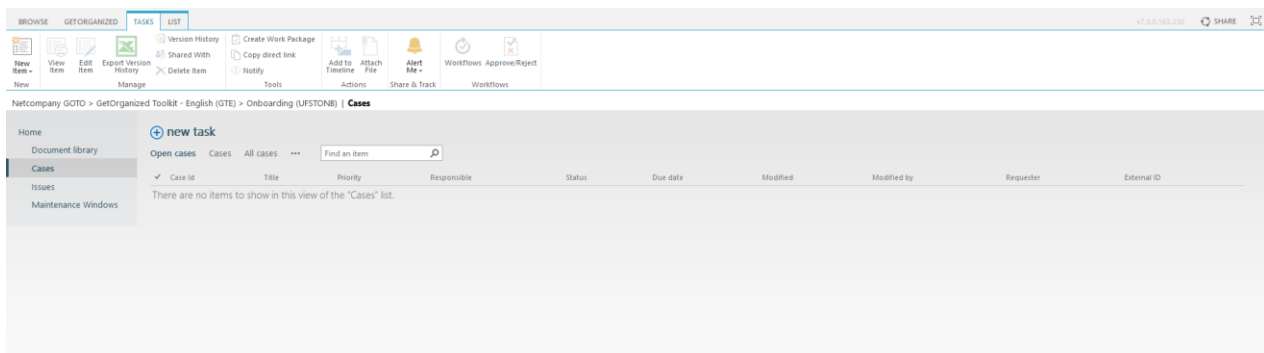 BROWSE GETORGANIZED TASKS LIST
v7.3.0.163.230 SHARE
New Item
View Item
Edit Item
Export Version History
Version History
Shared With
Delete Item
Create Work Package
Copy direct link
Notify
Add to Timeline
Attach File
Alert Me
Workflows Approve/Reject
New Manage Tools Actions Share & Track Workflows
Netcompany GOTO > GetOrganized Toolkit - English (GTE) > Onboarding (UFSTONB) | Cases
Home
Document library
Cases
Issues
Maintenance Windows
new task
Open cases Cases All cases ••• Find an item
Case Id Title Priority Responsible Status Due date Modified Modified by Requester External ID
There are no items to show in this view of the "Cases" list.